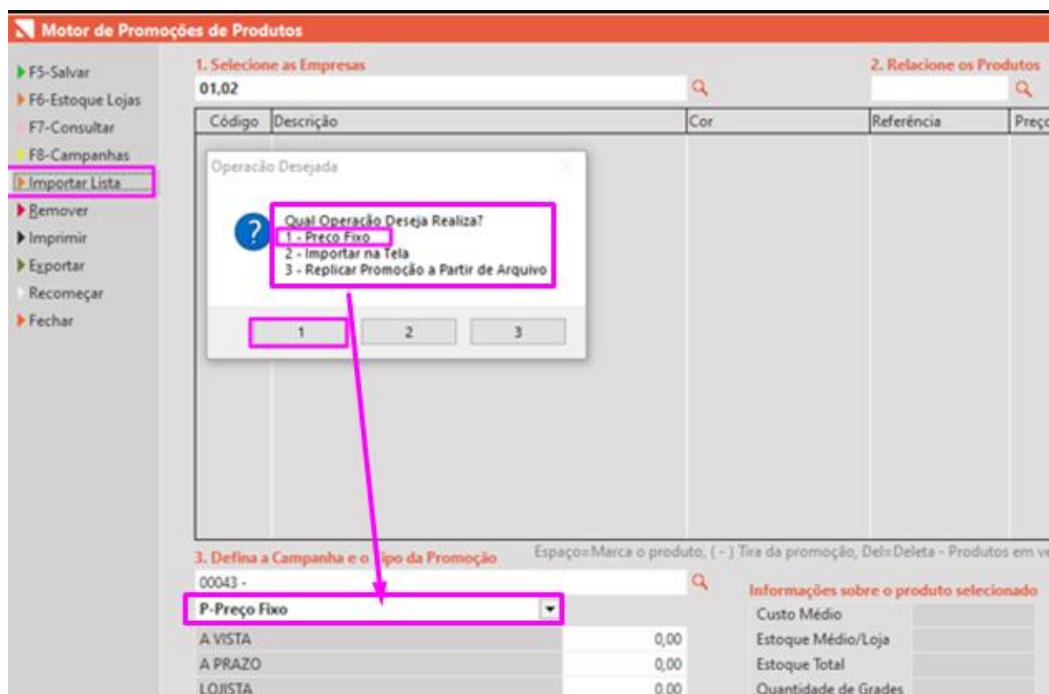 Motor de Promoções de Produtos
F5-Salvar
F6-Estoque Lojas
F7-Consultar
F8-Campanhas
Importar Lista
Remover
Imprimir
Exportar
Recomeçar
Fechar
1. Selecione as Empresas
2. Relacione os Produtos
01,02
Código Descrição Cor Referência Preço
Operacão Desejada
Qual Operacão Deseja Realiza?
1 - Preco Fixo
2 - Importar na Tela
3 - Replicar Promoção a Partir de Arquivo
1 2 3
Espaço=Marca o produto, ( - ) Tira da promoção, Del=Deleta - Produtos em ve
3. Defina a Campanha e o Tipo da Promoção
00043 -
P-Preço Fixo
A VISTA 0,00
A PRAZO 0,00
LOJISTA 0,00
Informações sobre o produto selecionado
Custo Médio
Estoque Médio/Loja
Estoque Total
Quantidade de Grades